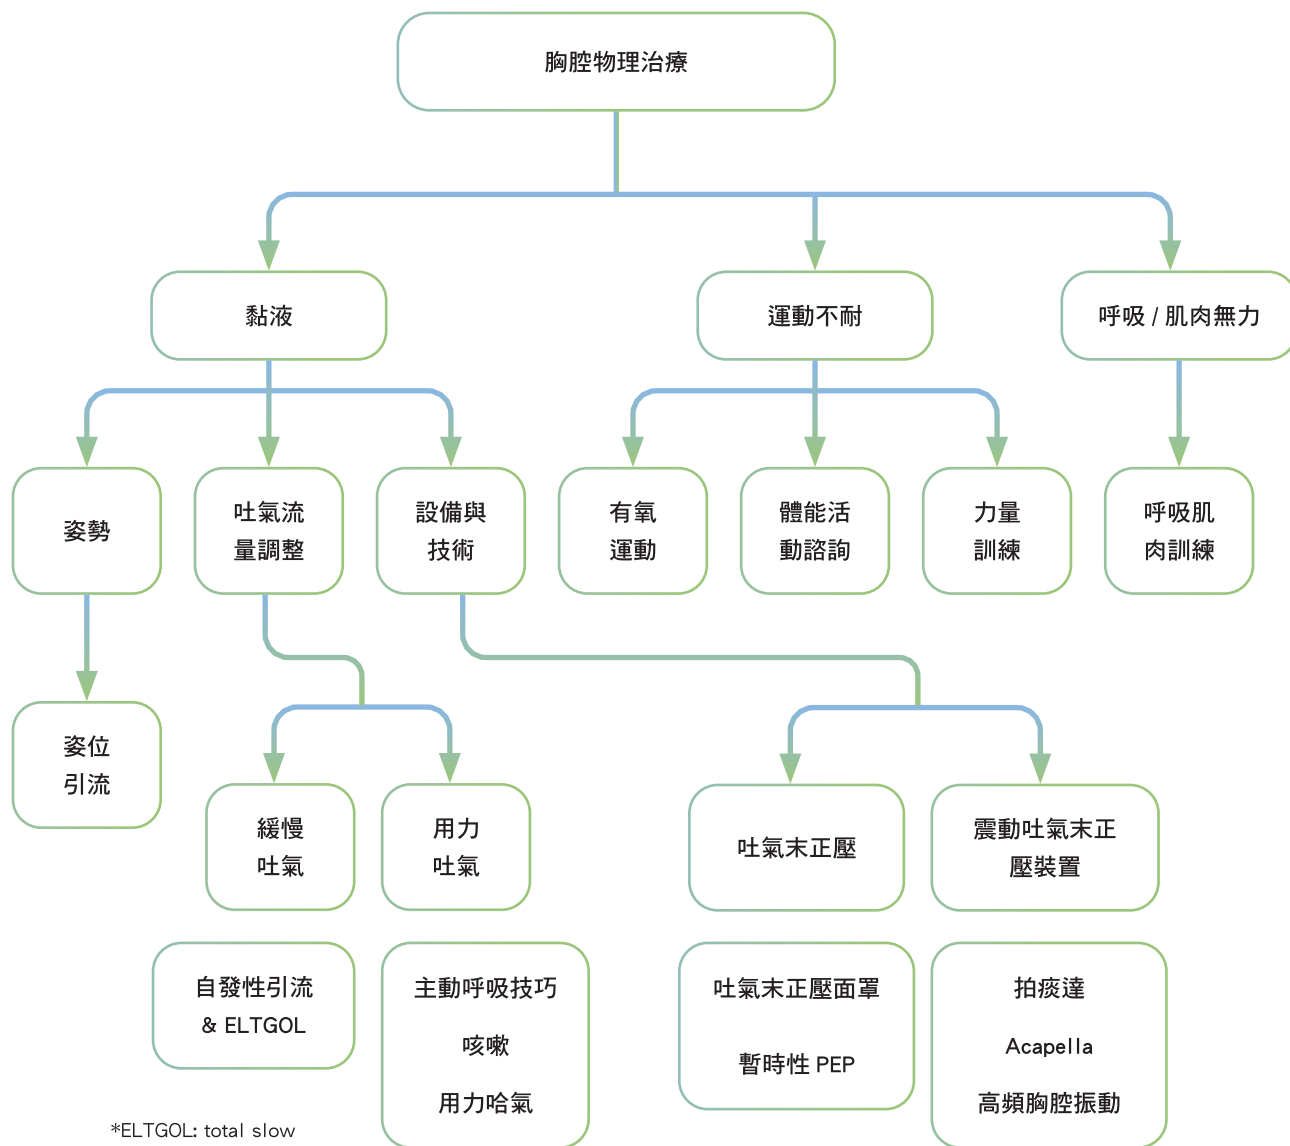 胸腔物理治療
黏液
運動不耐
呼吸 / 肌肉無力
姿勢
吐氣流
量調整
設備與
技術
有氧
運動
體能活
動諮詢
力量
訓練
呼吸肌
肉訓練
姿位
引流
緩慢
吐氣
用力
吐氣
吐氣末正壓
震動吐氣末正
壓裝置
自發性引流
& ELTGOL
主動呼吸技巧
咳嗽
用力哈氣
吐氣末正壓面罩
暫時性 PEP
拍痰達
Acapella
高頻胸腔振動
*ELTGOL: total slow